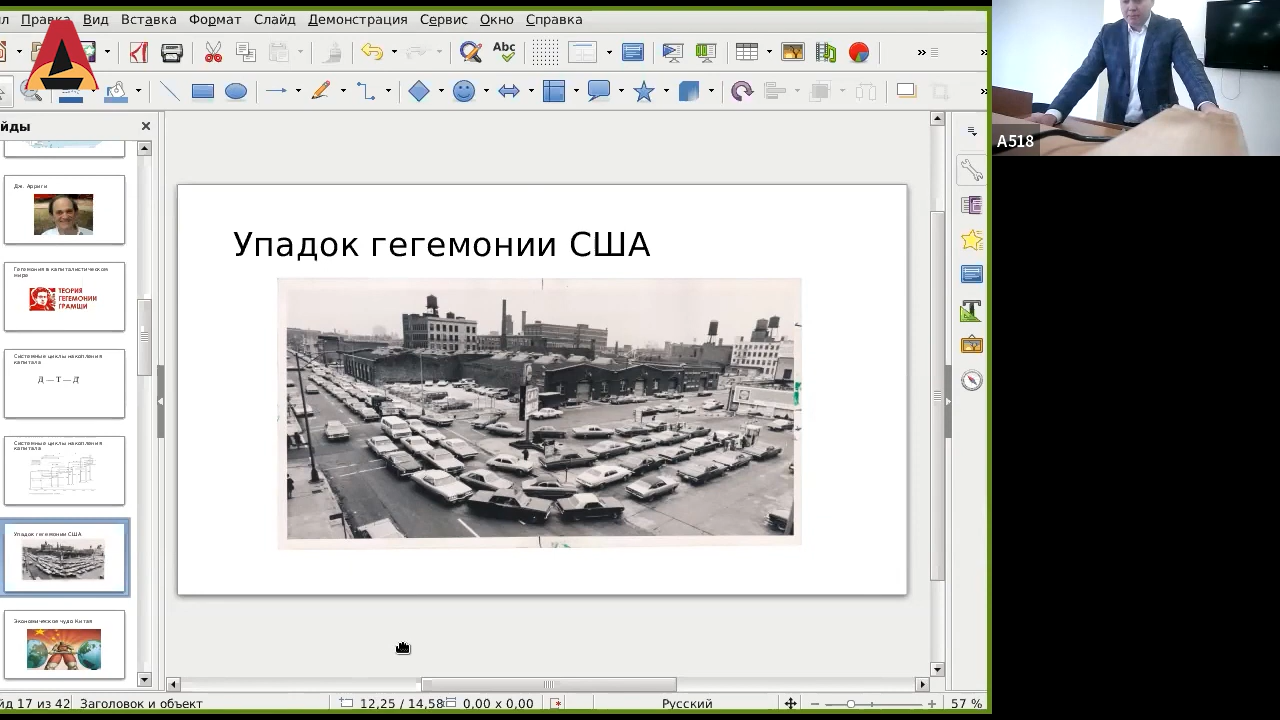 Правка Вид Вставка Формат Слайд Демонстрация Сервис Окно Справка
Abc
A518
йды
Дж. Арриги
Гегемония в капиталистическом
мире
ТЕОРИЯ
ГЕГЕМОНИИ
ГРАМШИ
Системные циклы накопления
капитала
Д — Т — Д'
Системные циклы накопления
капитала
Упадок гегемонии США
Экономическое чудо Китая
Упадок гегемонии США
йд 17 из 42 Заголовок и объект 12,25 / 14,58 0,00 x 0,00 Русский 57 %